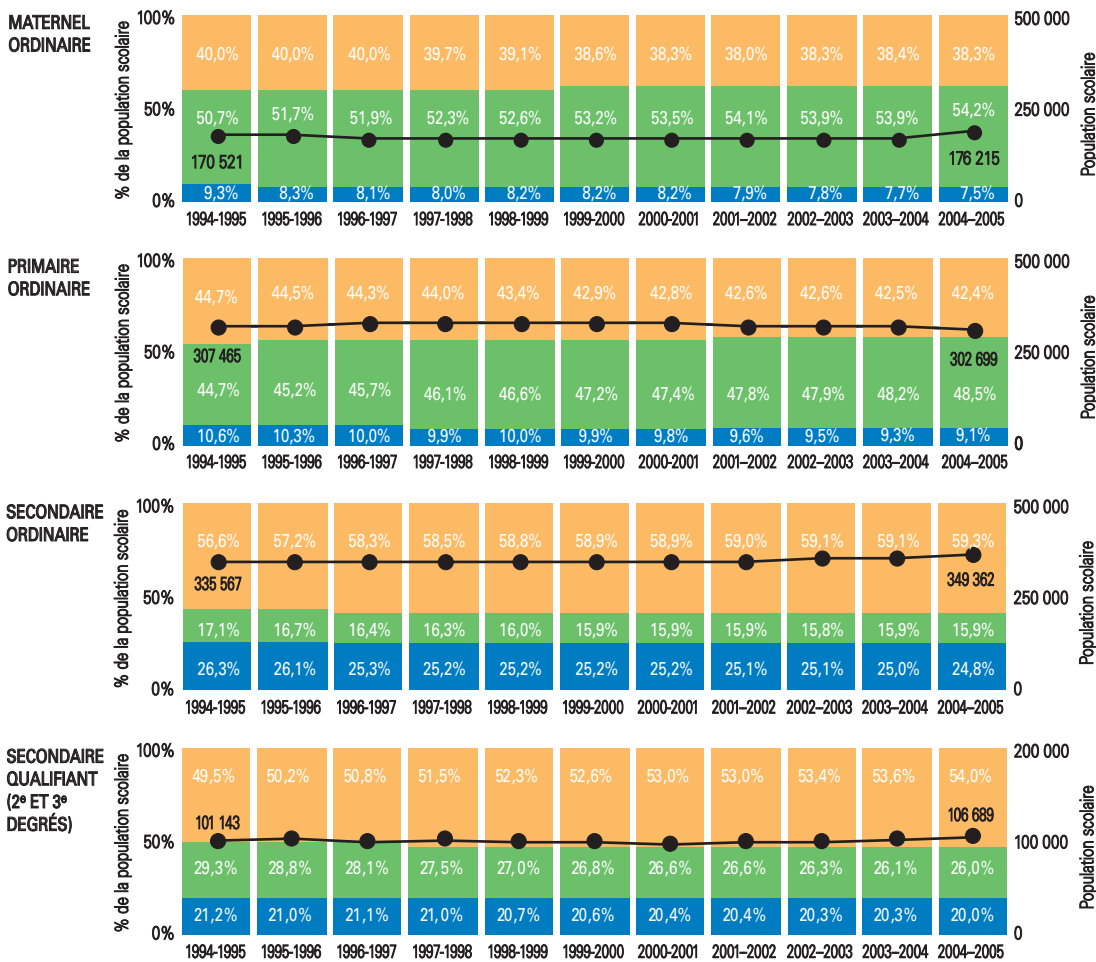 MATERNEL
ORDINAIRE
% de la population scolaire
100%
50%
0%
40,0% 40,0% 40,0% 39,7% 39,1% 38,6% 38,3% 38,0% 38,3% 38,4% 38,3%
50,7% 51,7% 51,9% 52,3% 52,6% 53,2% 53,5% 54,1% 53,9% 53,9% 54,2%
170 521 176 215
9,3% 8,3% 8,1% 8,0% 8,2% 8,2% 8,2% 7,9% 7,8% 7,7% 7,5%
1994-1995 1995-1996 1996-1997 1997-1998 1998-1999 1999-2000 2000-2001 2001–2002 2002–2003 2003–2004 2004–2005
500 000
250 000
0
Population scolaire
PRIMAIRE
ORDINAIRE
% de la population scolaire
100%
50%
0%
44,7% 44,5% 44,3% 44,0% 43,4% 42,9% 42,8% 42,6% 42,6% 42,5% 42,4%
307 465 302 699
44,7% 45,2% 45,7% 46,1% 46,6% 47,2% 47,4% 47,8% 47,9% 48,2% 48,5%
10,6% 10,3% 10,0% 9,9% 10,0% 9,9% 9,8% 9,6% 9,5% 9,3% 9,1%
1994-1995 1995-1996 1996-1997 1997-1998 1998-1999 1999-2000 2000-2001 2001–2002 2002–2003 2003–2004 2004–2005
500 000
250 000
0
Population scolaire
SECONDAIRE
ORDINAIRE
% de la population scolaire
100%
50%
0%
56,6% 57,2% 58,3% 58,5% 58,8% 58,9% 58,9% 59,0% 59,1% 59,1% 59,3%
335 567 349 362
17,1% 16,7% 16,4% 16,3% 16,0% 15,9% 15,9% 15,9% 15,8% 15,9% 15,9%
26,3% 26,1% 25,3% 25,2% 25,2% 25,2% 25,2% 25,1% 25,1% 25,0% 24,8%
1994-1995 1995-1996 1996-1997 1997-1998 1998-1999 1999-2000 2000-2001 2001–2002 2002–2003 2003–2004 2004–2005
500 000
250 000
0
Population scolaire
SECONDAIRE
QUALIFIANT
(2e ET 3e
DEGRÉS)
% de la population scolaire
100%
50%
0%
49,5% 50,2% 50,8% 51,5% 52,3% 52,6% 53,0% 53,0% 53,4% 53,6% 54,0%
101 143 106 689
29,3% 28,8% 28,1% 27,5% 27,0% 26,8% 26,6% 26,6% 26,3% 26,1% 26,0%
21,2% 21,0% 21,1% 21,0% 20,7% 20,6% 20,4% 20,4% 20,3% 20,3% 20,0%
1994-1995 1995-1996 1996-1997 1997-1998 1998-1999 1999-2000 2000-2001 2001–2002 2002–2003 2003–2004 2004–2005
200 000
100 000
0
Population scolaire